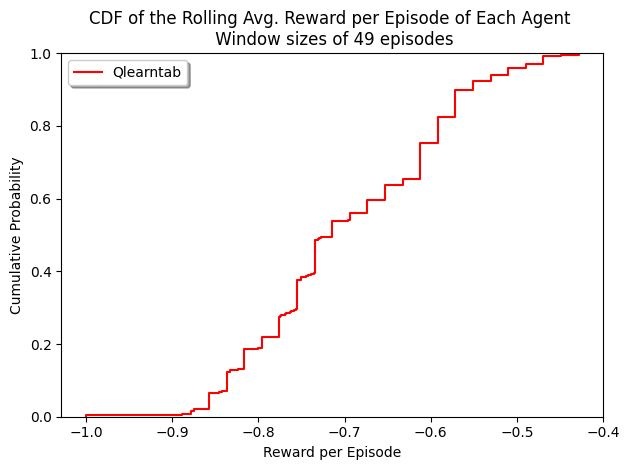 CDF of the Rolling Avg. Reward per Episode of Each Agent
Window sizes of 49 episodes
Qlearntab
1.0
0.8
0.6
0.4
0.2
0.0
Cumulative Probability
−1.0 −0.9 −0.8 −0.7 −0.6 −0.5 −0.4
Reward per Episode